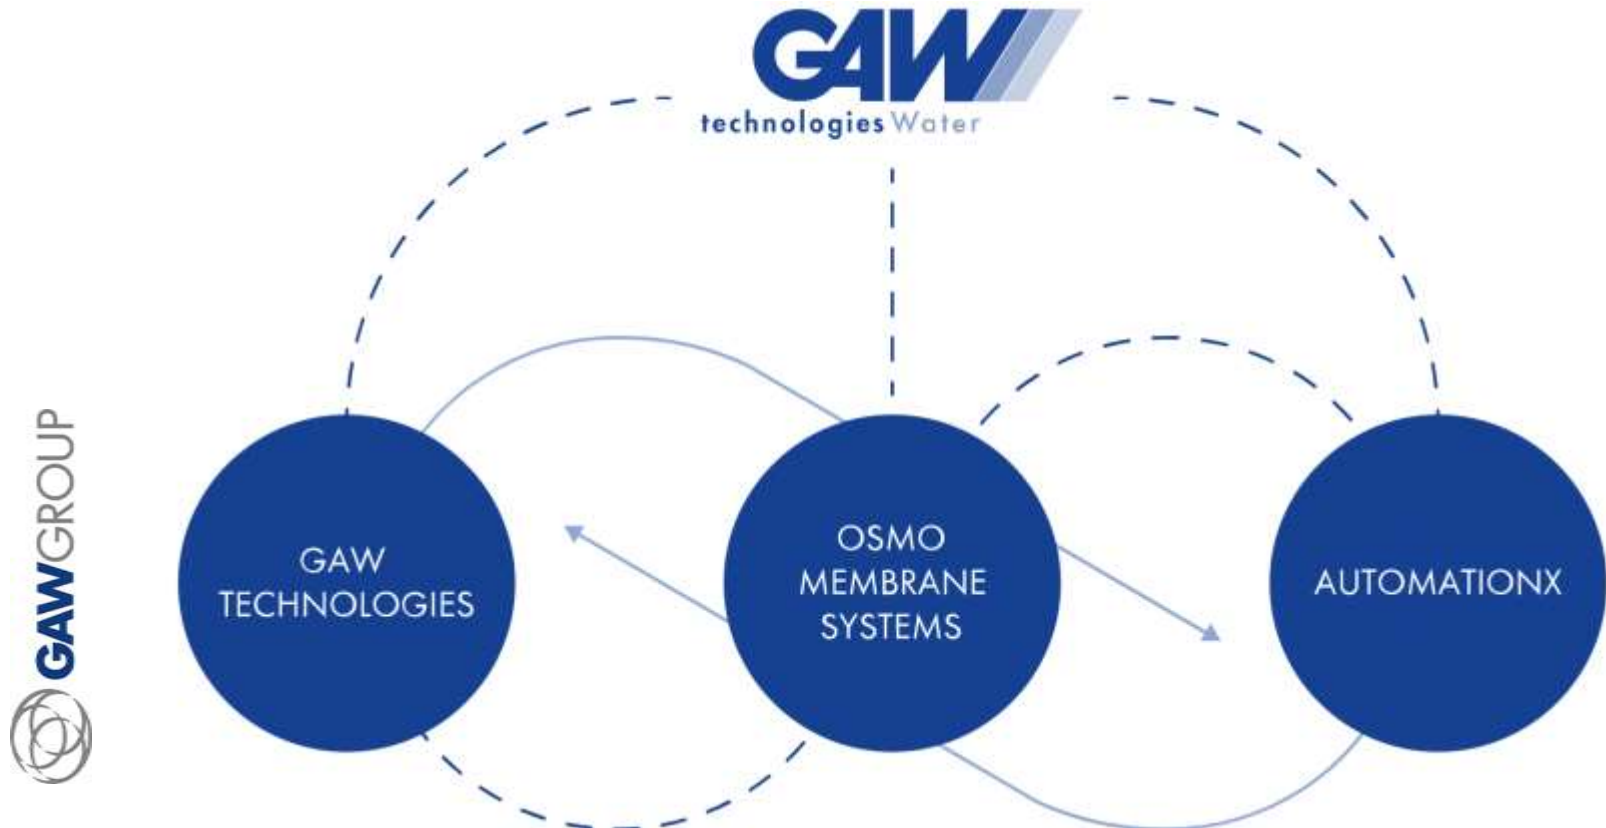 GAW
technologies Water
GAWGROUP
GAW
TECHNOLOGIES
OSMO
MEMBRANE
SYSTEMS
AUTOMATIONX